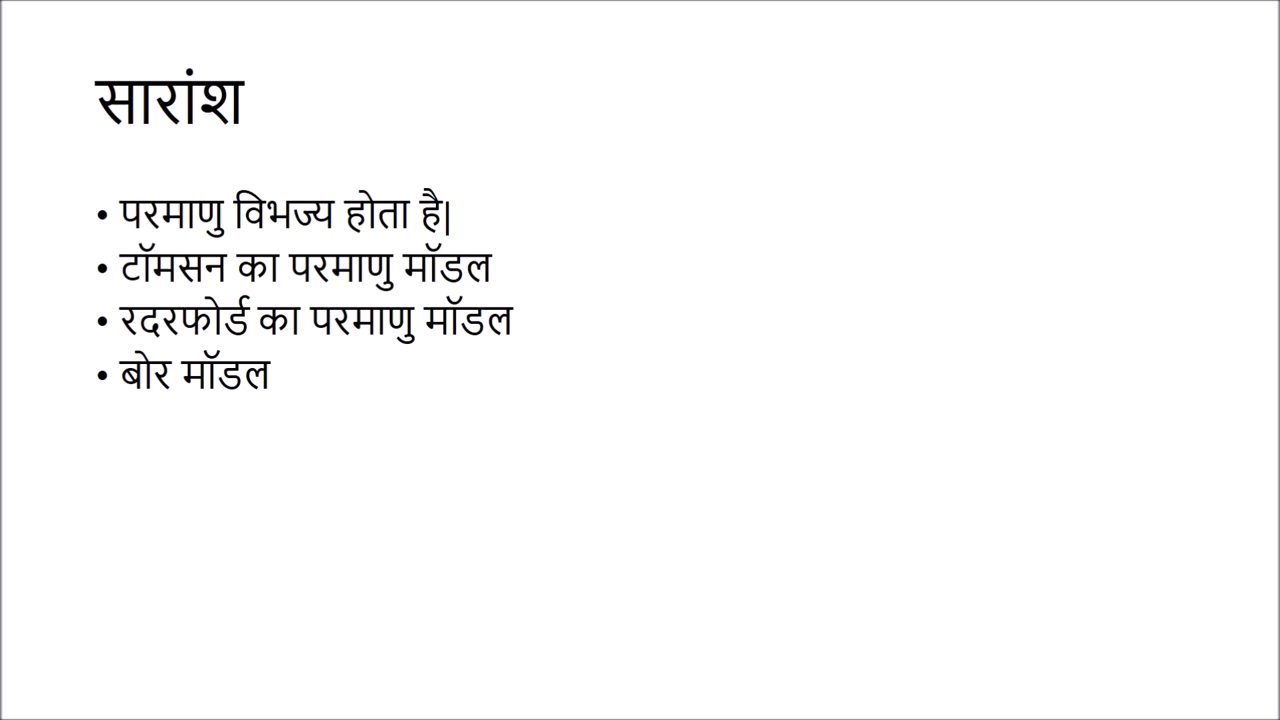 सारांश
• परमाणु विभज्य होता है|
• टॉमसन का परमाणु मॉडल
• रदरफोर्ड का परमाणु मॉडल
• बोर मॉडल